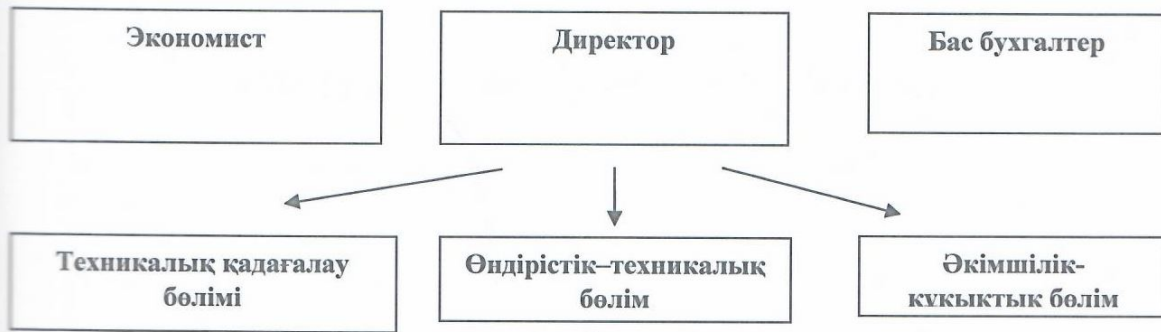 Экономист
Директор
Бас бухгалтер
Техникалық қадағалау
бөлімі
Өндірістік–техникалық
бөлім
Әкімшілік-
құқықтық бөлім